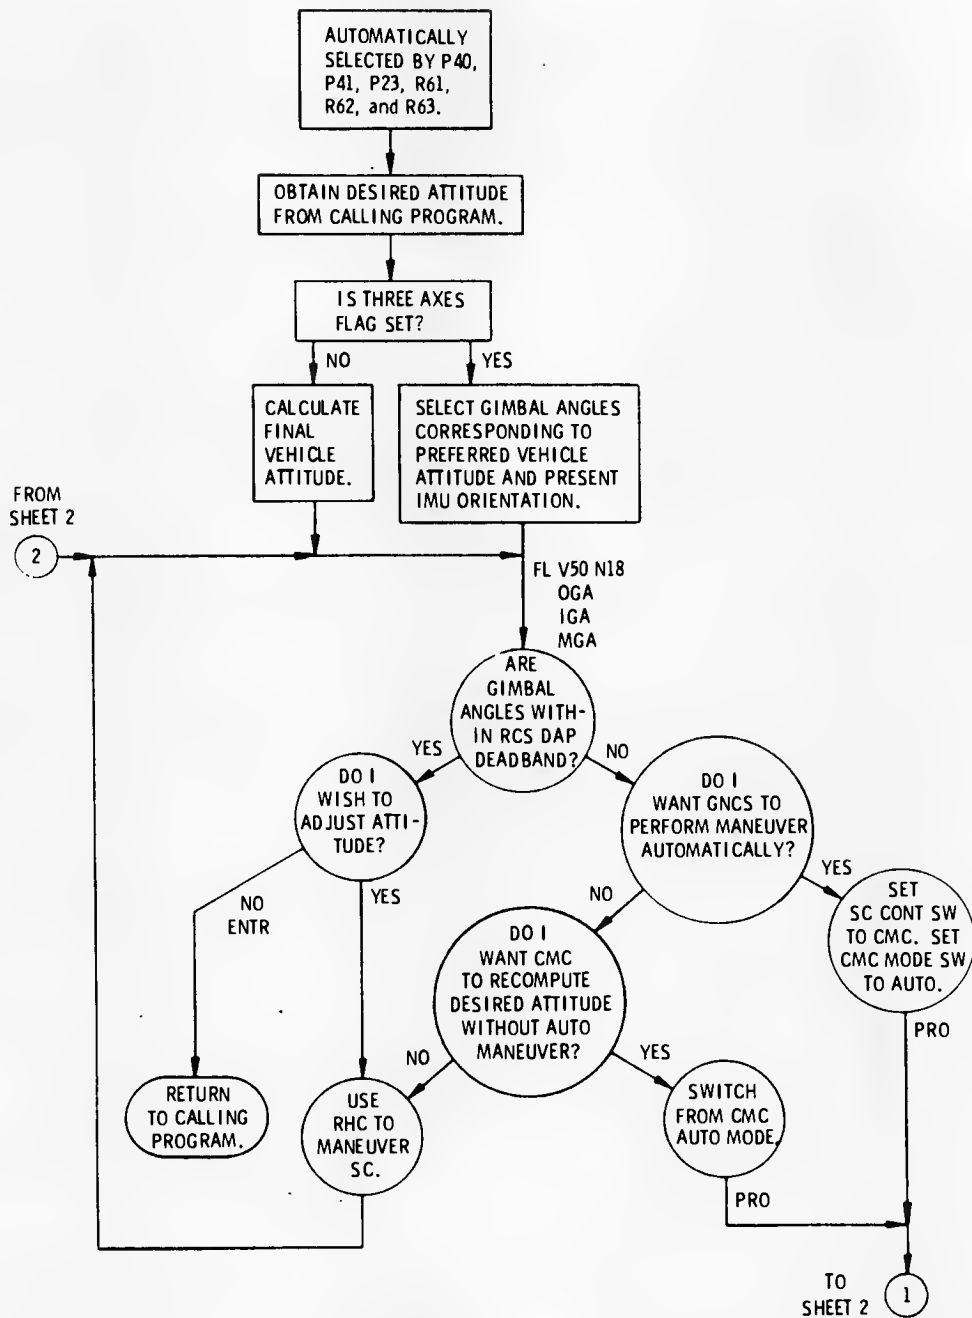 AUTOMATICALLY
SELECTED BY P40,
P41, P23, R61,
R62, and R63.
OBTAIN DESIRED ATTITUDE
FROM CALLING PROGRAM.
IS THREE AXES
FLAG SET?
NO
YES
CALCULATE
FINAL
VEHICLE
ATTITUDE.
SELECT GIMBAL ANGLES
CORRESPONDING TO
PREFERRED VEHICLE
ATTITUDE AND PRESENT
IMU ORIENTATION.
FROM
SHEET 2
2
FL V50 N18
OGA
IGA
MGA
ARE
GIMBAL
ANGLES WITH-
IN RCS DAP
DEADBAND?
YES
NO
DO I
WISH TO
ADJUST ATTI-
TUDE?
DO I
WANT GNCS TO
PERFORM MANEUVER
AUTOMATICALLY?
NO
ENTR
YES
NO
YES
SET
SC CONT SW
TO CMC. SET
CMC MODE SW
TO AUTO.
DO I
WANT CMC
TO RECOMPUTE
DESIRED ATTITUDE
WITHOUT AUTO
MANEUVER?
NO
YES
PRO
RETURN
TO CALLING
PROGRAM.
USE
RHC TO
MANEUVER
SC.
SWITCH
FROM CMC
AUTO MODE.
PRO
TO
SHEET 2
1